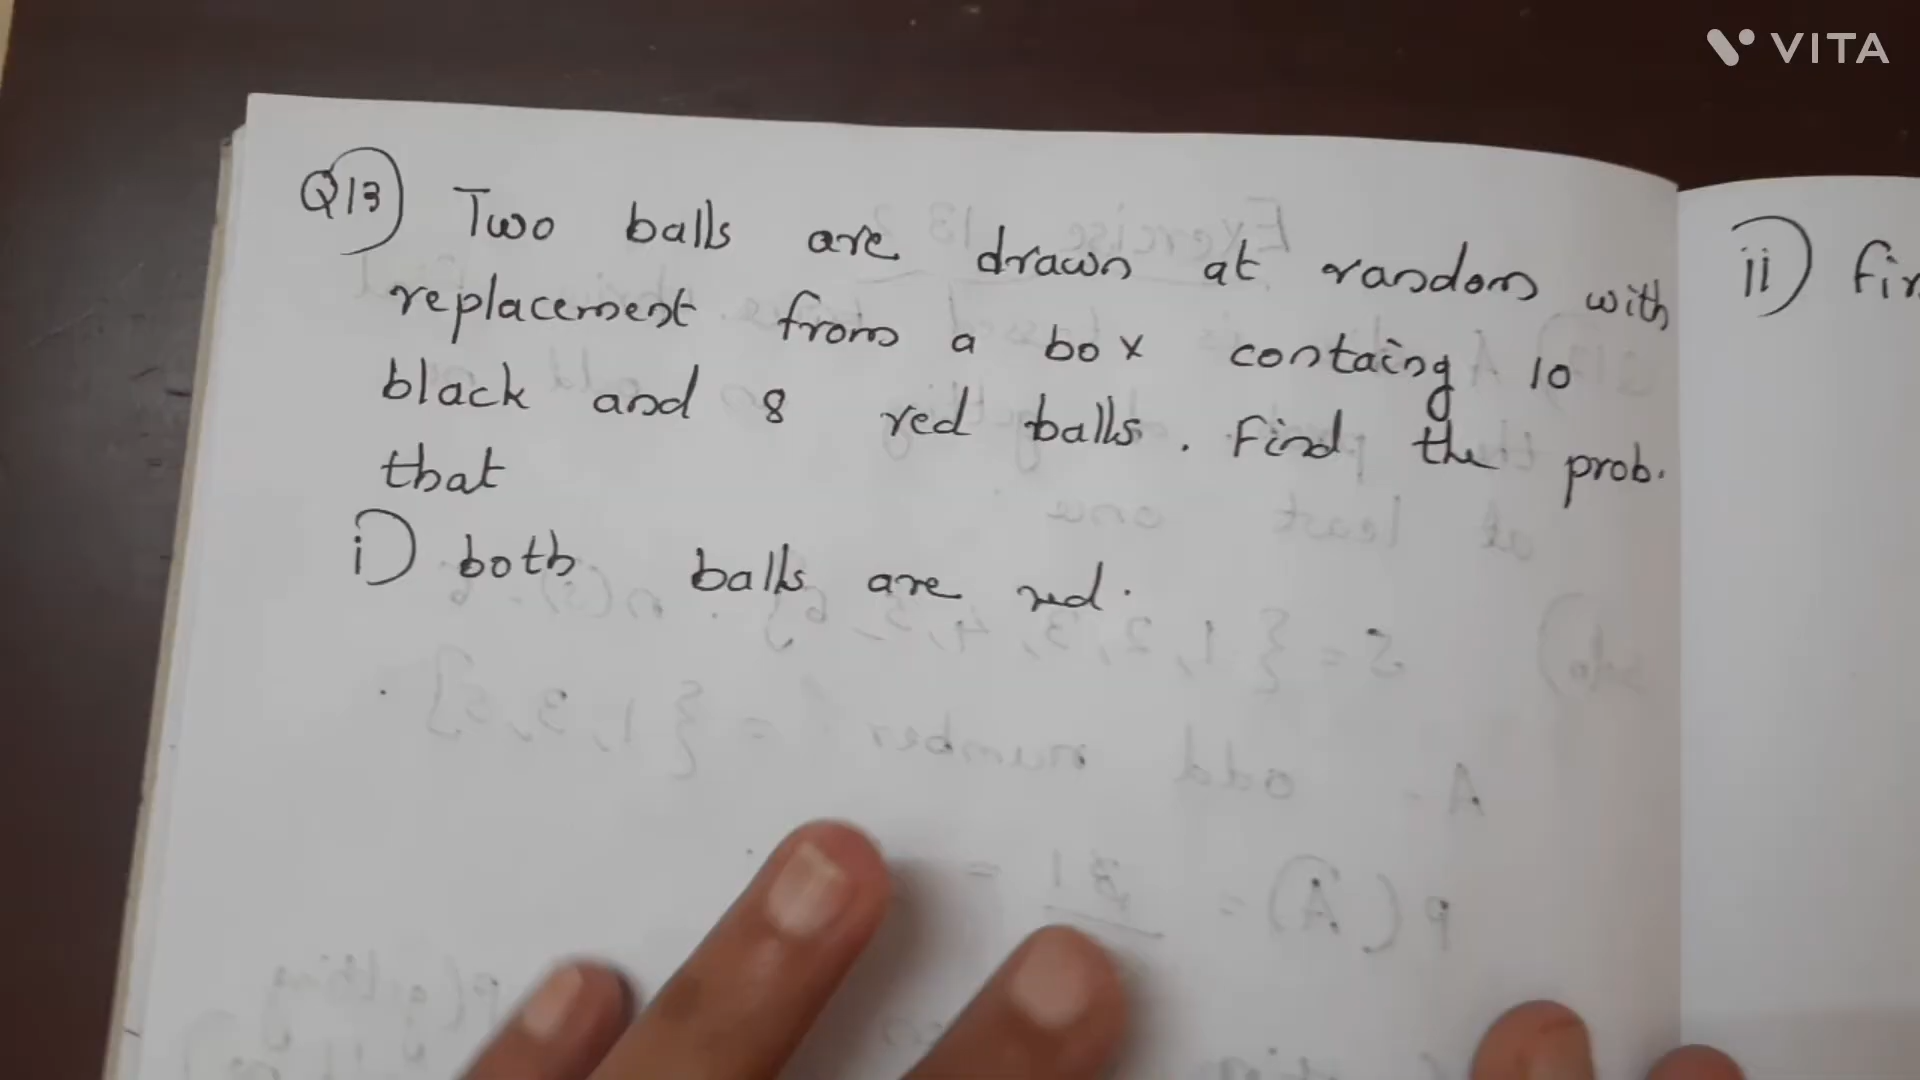 VITA
Q13) Two balls are drawn at random with
replacement from a box containg 10
black and 8 red balls. Find the prob.
that
i) both balls are red.
ii)